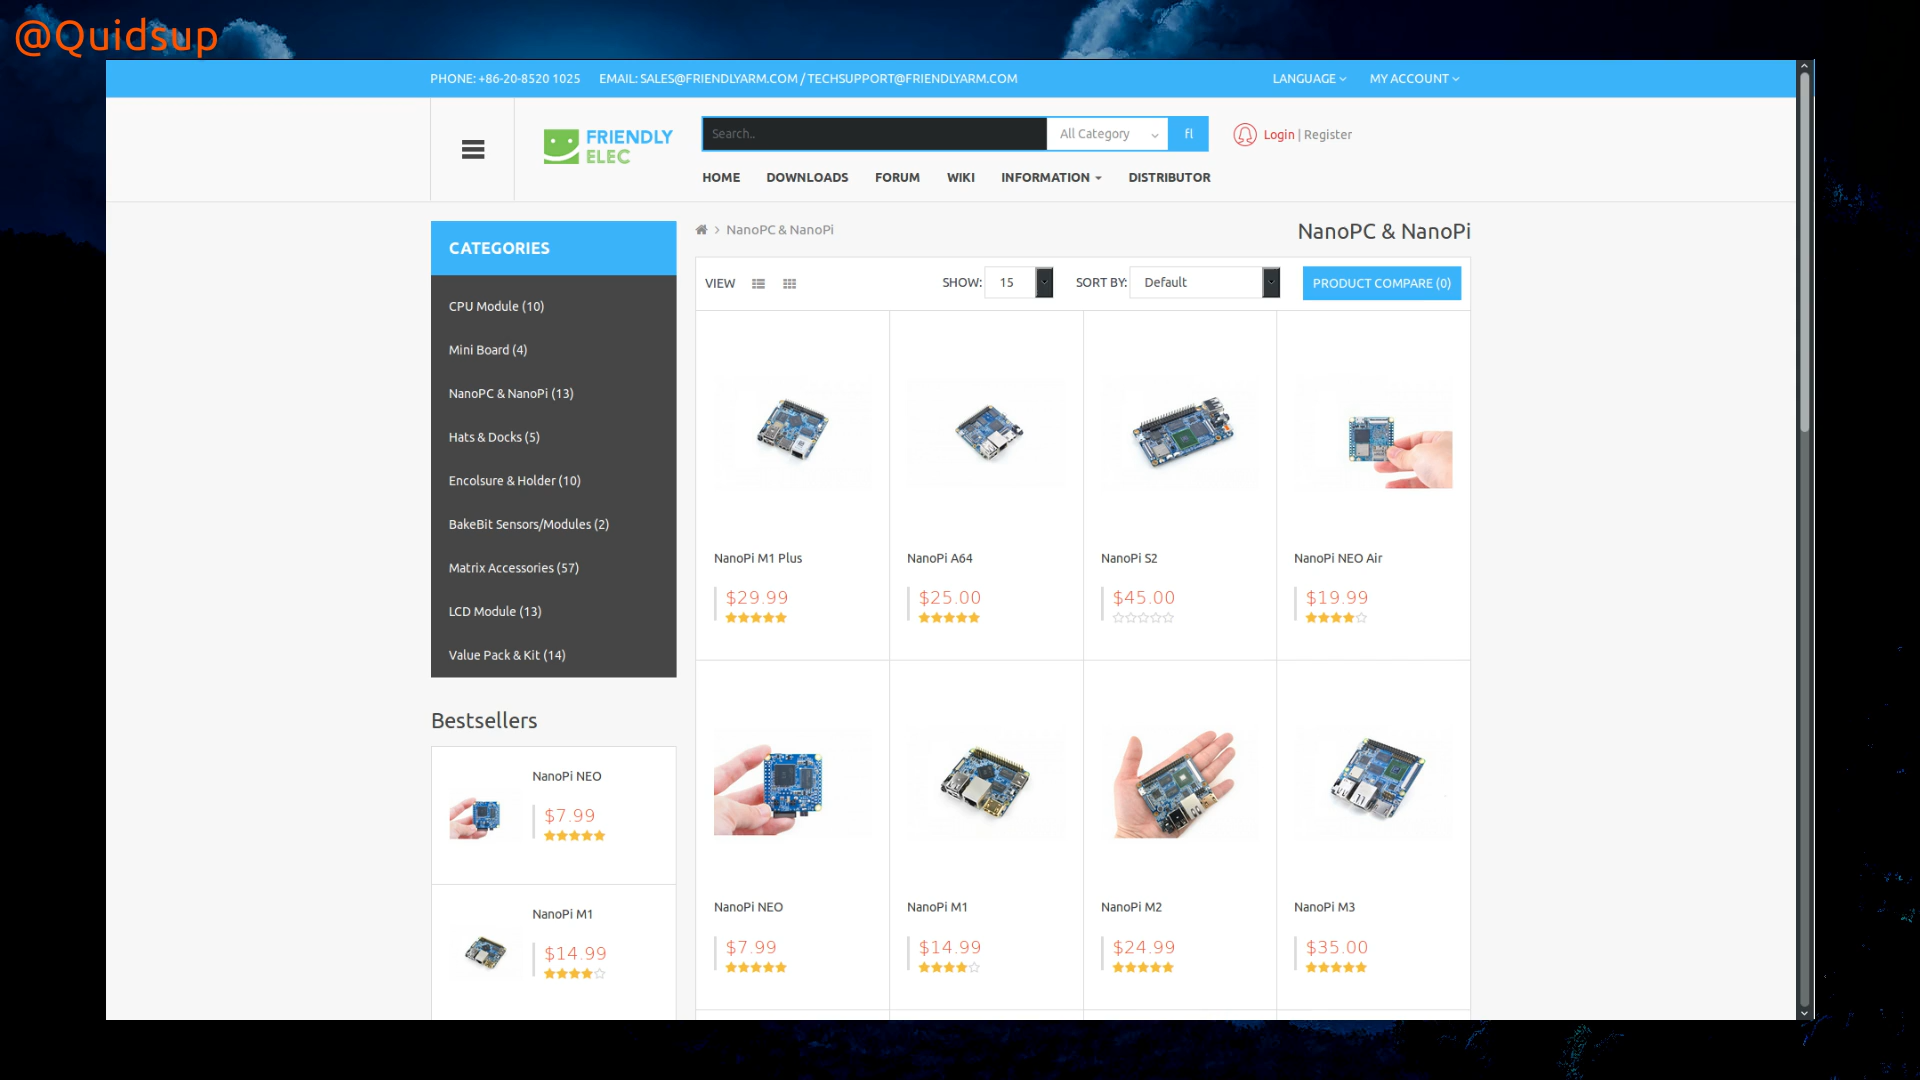 @Quidsup
PHONE: +86-20-8520 1025 EMAIL: SALES@FRIENDLYARM.COM / TECHSUPPORT@FRIENDLYARM.COM LANGUAGE MY ACCOUNT
FRIENDLY
ELEC
Search.. All Category fl Login | Register
HOME DOWNLOADS FORUM WIKI INFORMATION DISTRIBUTOR
CATEGORIES
CPU Module (10)
Mini Board (4)
NanoPC & NanoPi (13)
Hats & Docks (5)
Encolsure & Holder (10)
BakeBit Sensors/Modules (2)
Matrix Accessories (57)
LCD Module (13)
Value Pack & Kit (14)
Bestsellers
NanoPi NEO
$7.99
NanoPi M1
$14.99
NanoPC & NanoPi NanoPC & NanoPi
VIEW SHOW: 15 SORT BY: Default PRODUCT COMPARE (0)
NanoPi M1 Plus NanoPi A64 NanoPi S2 NanoPi NEO Air
$29.99 $25.00 $45.00 $19.99
NanoPi NEO NanoPi M1 NanoPi M2 NanoPi M3
$7.99 $14.99 $24.99 $35.00